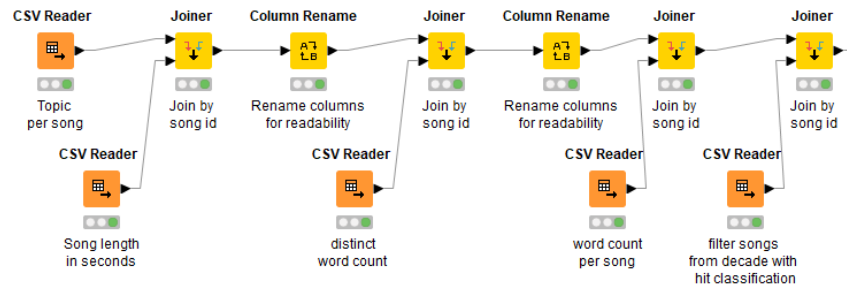 CSV Reader
Joiner
Column Rename
Joiner
Column Rename
Joiner
Joiner
A
B
A
B
Topic
per song
Join by
song id
Rename columns
for readability
Join by
song id
Rename columns
for readability
Join by
song id
Join by
song id
CSV Reader
CSV Reader
CSV Reader
CSV Reader
Song length
in seconds
distinct
word count
word count
per song
filter songs
from decade with
hit classification